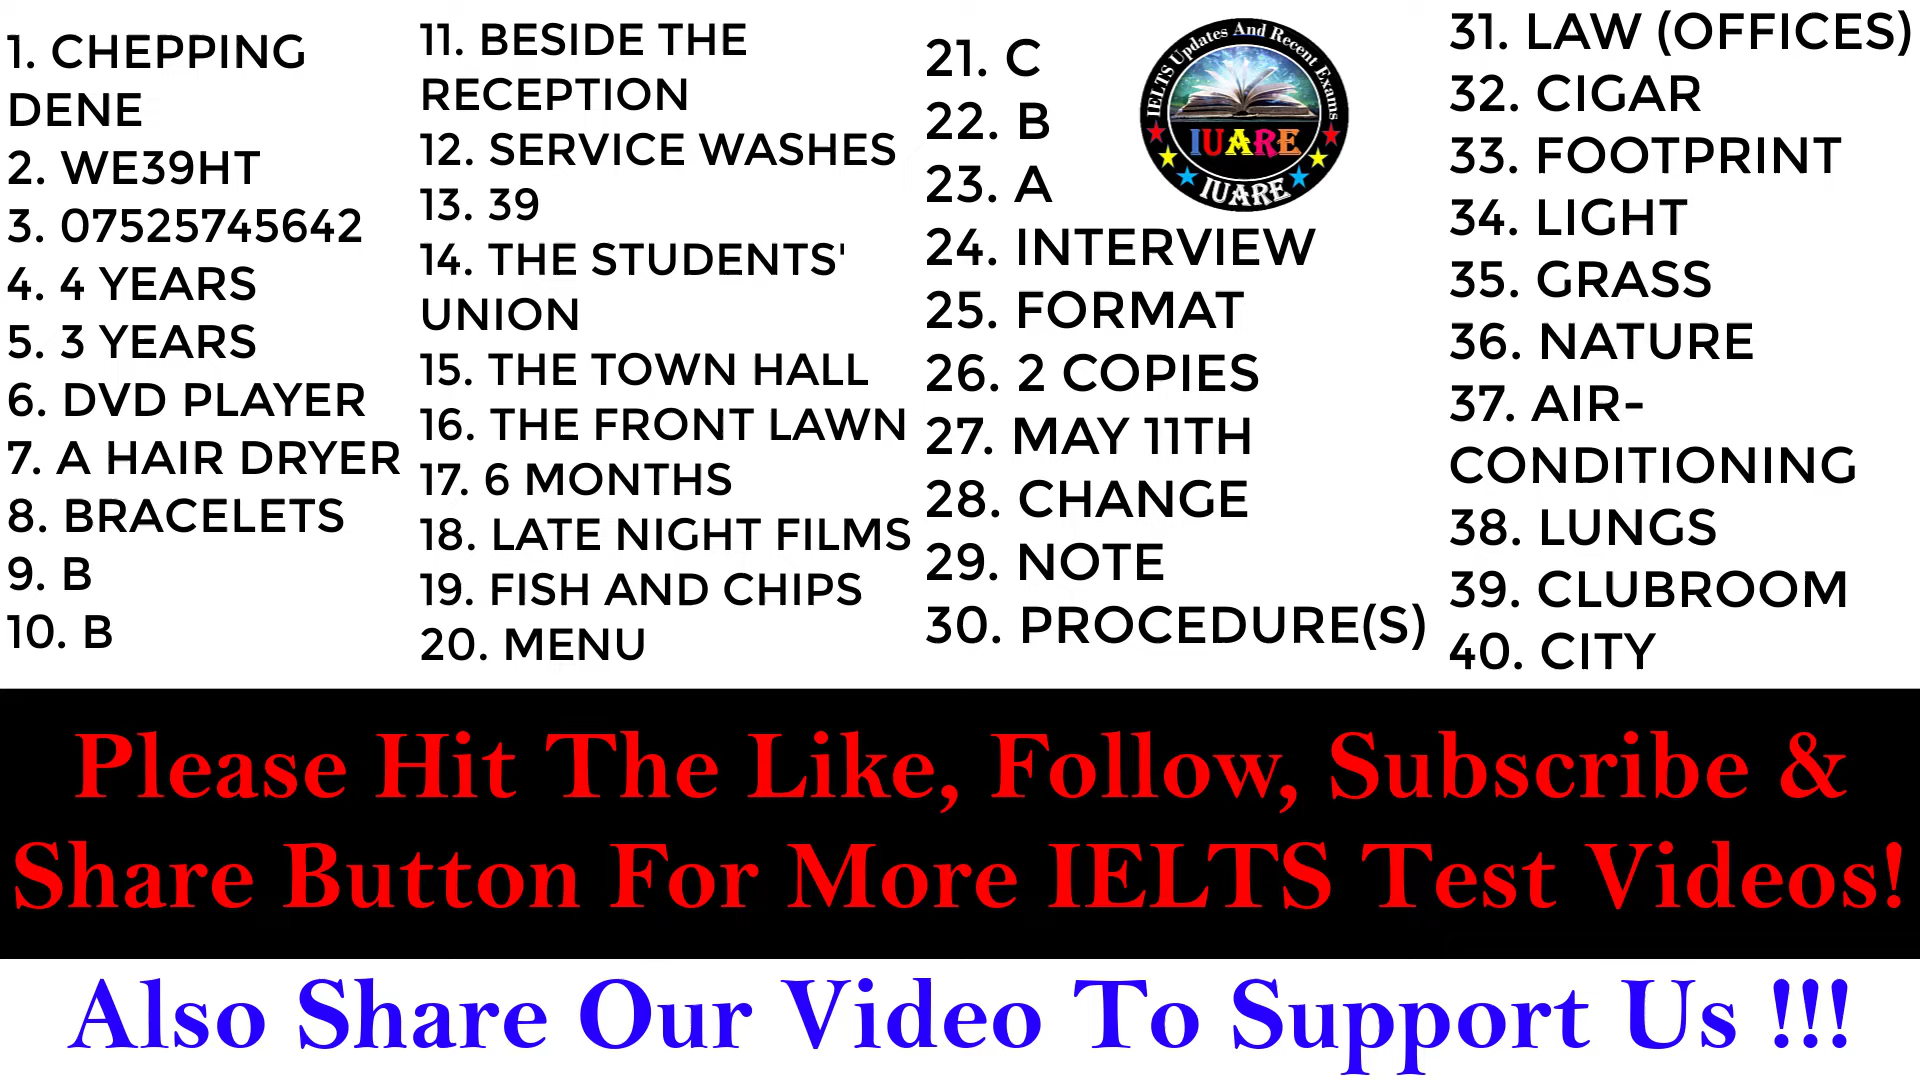 1. CHEPPING
DENE
2. WE39HT
3. 07525745642
4. 4 YEARS
5. 3 YEARS
6. DVD PLAYER
7. A HAIR DRYER
8. BRACELETS
9. B
10. B
11. BESIDE THE
RECEPTION
12. SERVICE WASHES
13. 39
14. THE STUDENTS'
UNION
15. THE TOWN HALL
16. THE FRONT LAWN
17. 6 MONTHS
18. LATE NIGHT FILMS
19. FISH AND CHIPS
20. MENU
21. C
22. B
23. A
24. INTERVIEW
25. FORMAT
26. 2 COPIES
27. MAY 11TH
28. CHANGE
29. NOTE
30. PROCEDURE(S)
IELTS Updates And Recent Exams
IUARE
IUARE
31. LAW (OFFICES)
32. CIGAR
33. FOOTPRINT
34. LIGHT
35. GRASS
36. NATURE
37. AIR-
CONDITIONING
38. LUNGS
39. CLUBROOM
40. CITY
Please Hit The Like, Follow, Subscribe &
Share Button For More IELTS Test Videos!
Also Share Our Video To Support Us !!!